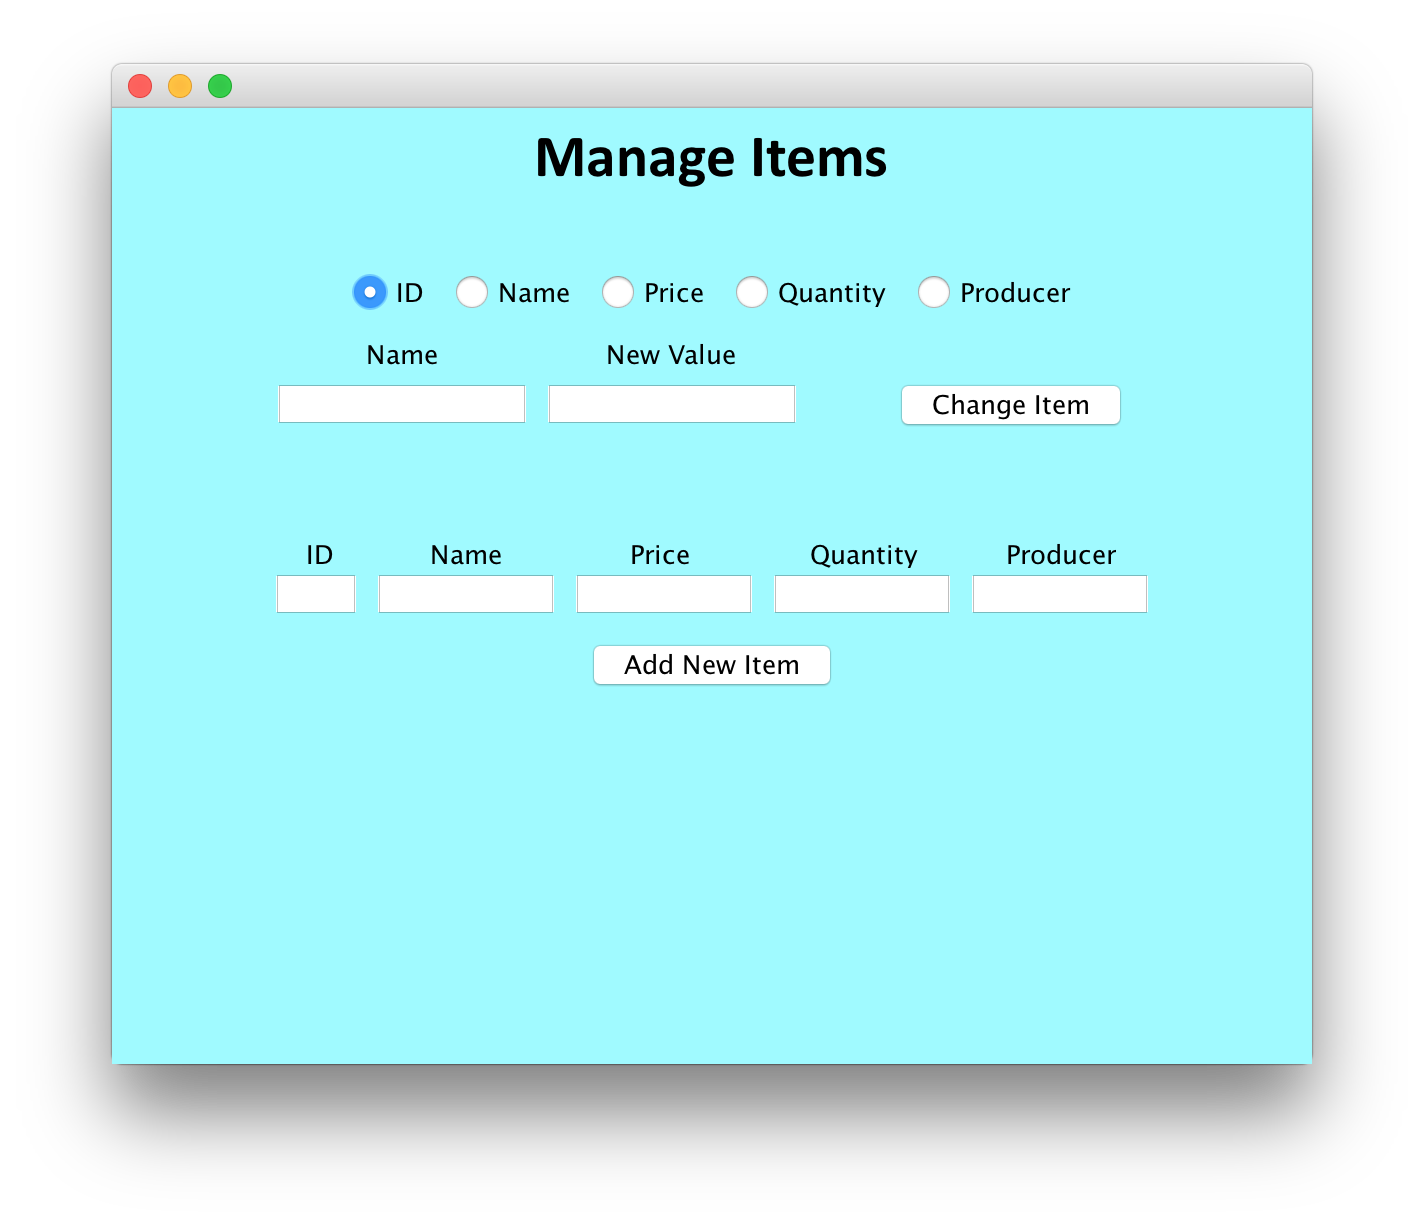 Manage Items
ID Name Price Quantity Producer
Name New Value
Change Item
ID Name Price Quantity Producer
Add New Item